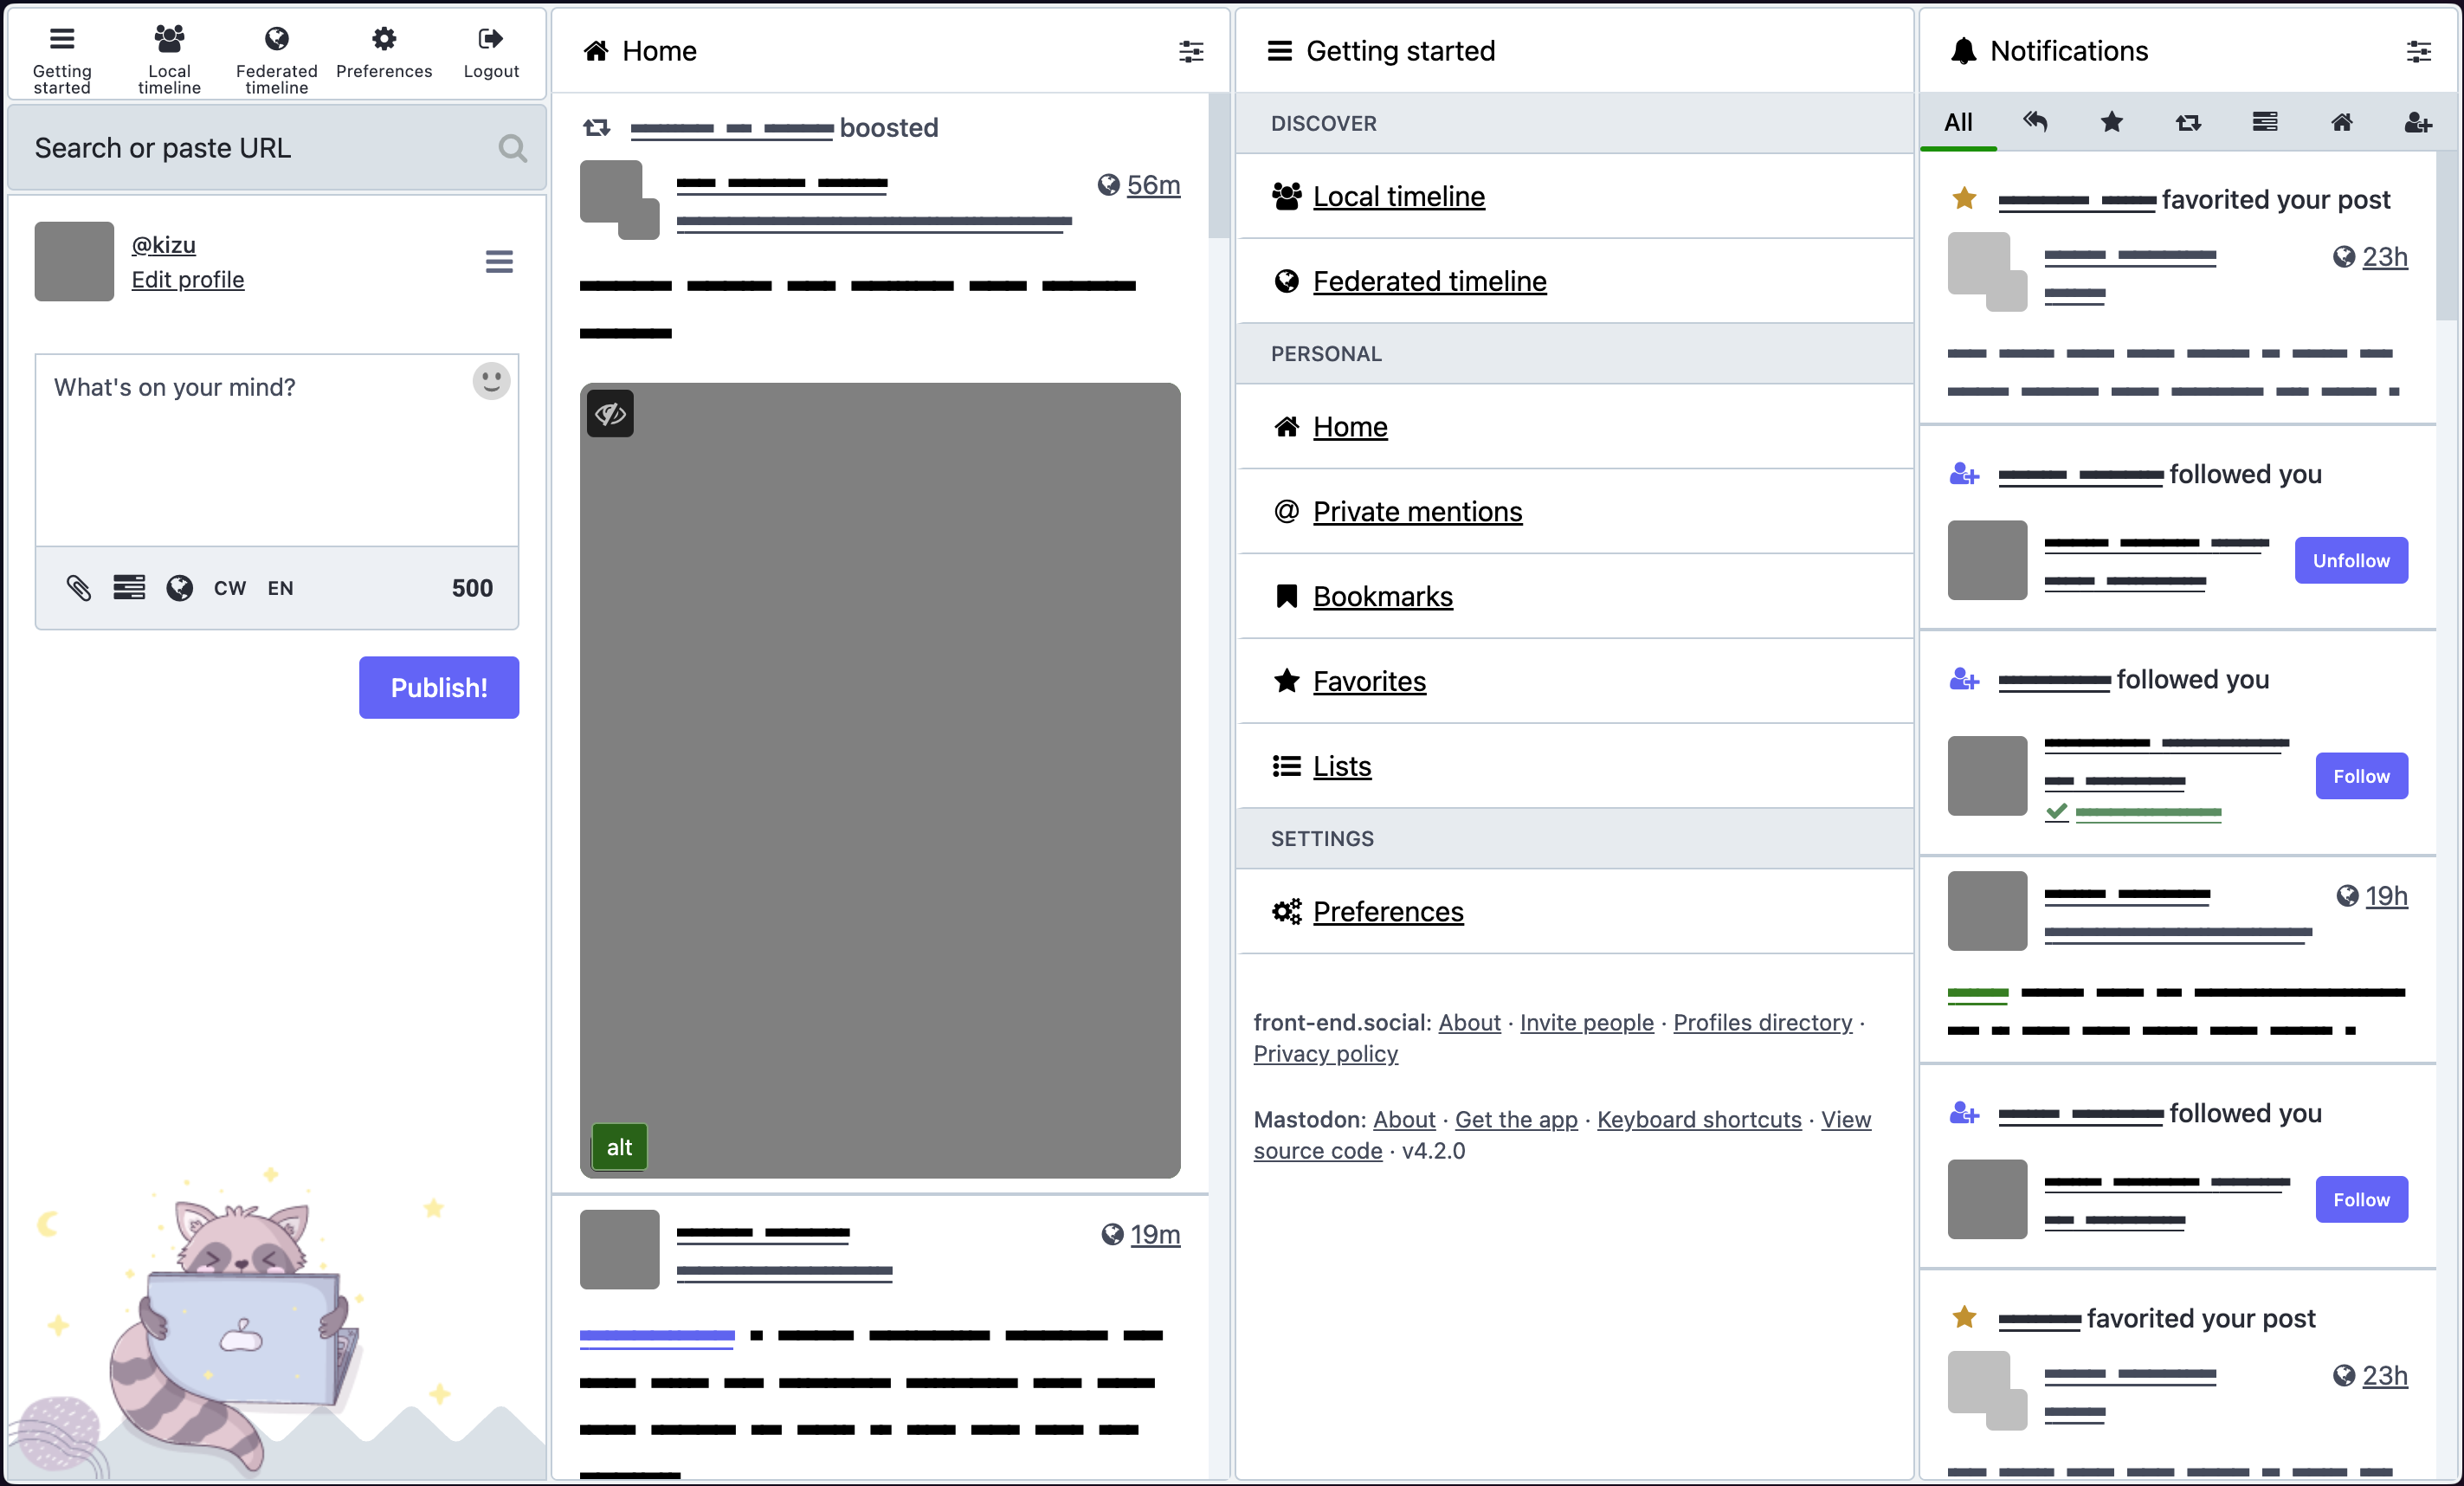 Getting started
Local timeline
Federated timeline
Preferences
Logout
Search or paste URL
@kizu
Edit profile
What's on your mind?
CW
EN
500
Publish!
Home
boosted
56m
alt
19m
Getting started
DISCOVER
Local timeline
Federated timeline
PERSONAL
Home
Private mentions
Bookmarks
Favorites
Lists
SETTINGS
Preferences
front-end.social: About · Invite people · Profiles directory ·
Privacy policy
Mastodon: About · Get the app · Keyboard shortcuts · View
source code · v4.2.0
Notifications
All
favorited your post
23h
followed you
Unfollow
followed you
Follow
19h
followed you
Follow
favorited your post
23h